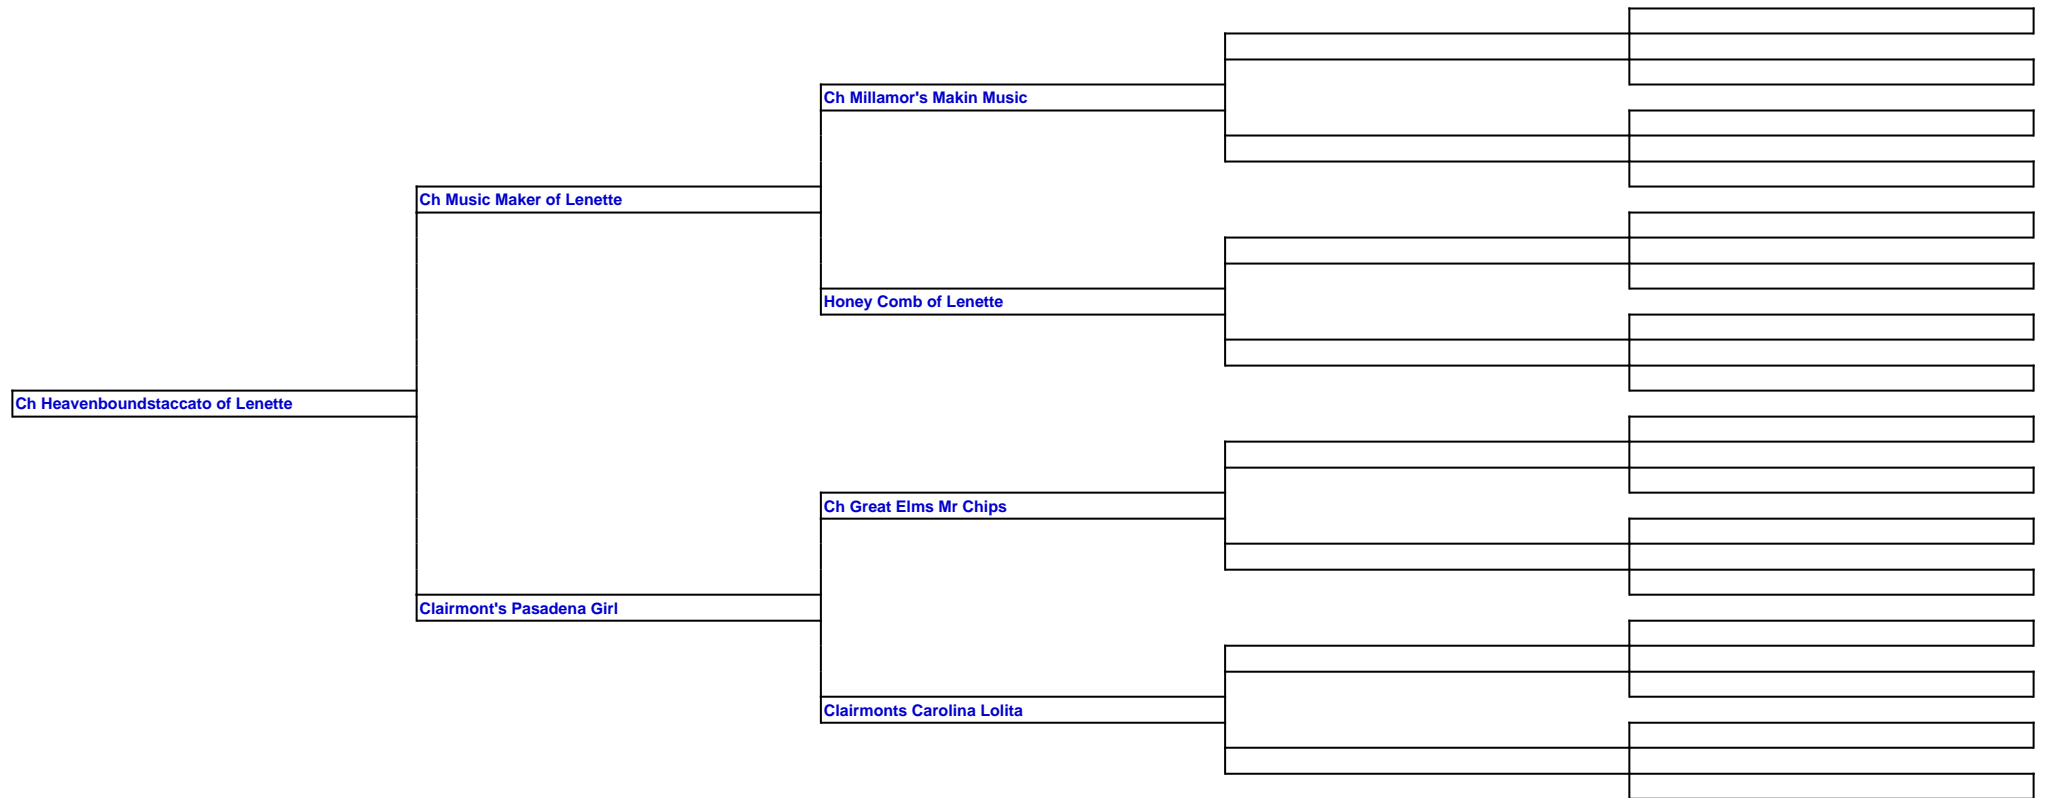 Ch Millamor's Makin Music
Ch Music Maker of Lenette
Honey Comb of Lenette
Ch Heavenboundstaccato of Lenette
Ch Great Elms Mr Chips
Clairmont's Pasadena Girl
Clairmonts Carolina Lolita